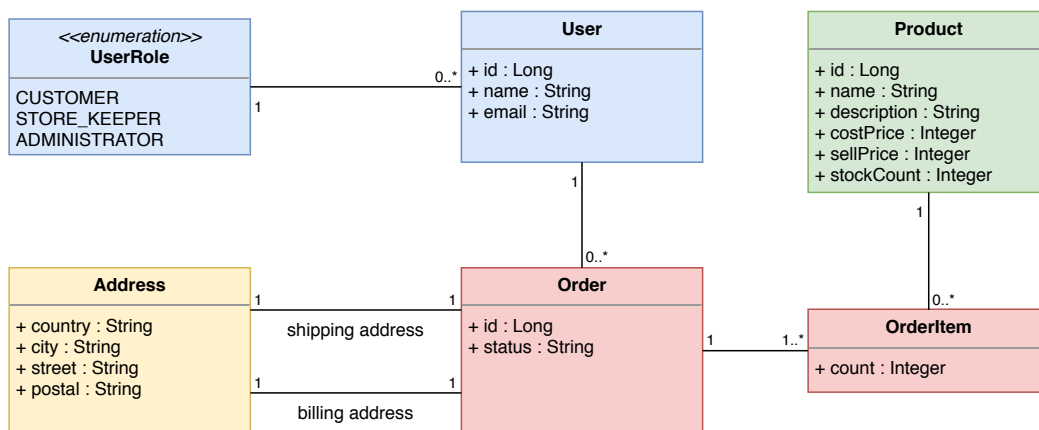 <<enumeration>>
UserRole
CUSTOMER
STORE_KEEPER
ADMINISTRATOR
1
0..*
User
+ id : Long
+ name : String
+ email : String
1
0..*
Product
+ id : Long
+ name : String
+ description : String
+ costPrice : Integer
+ sellPrice : Integer
+ stockCount : Integer
1
0..*
Address
+ country : String
+ city : String
+ street : String
+ postal : String
1
1
shipping address
1
1
billing address
Order
+ id : Long
+ status : String
1
1..*
OrderItem
+ count : Integer